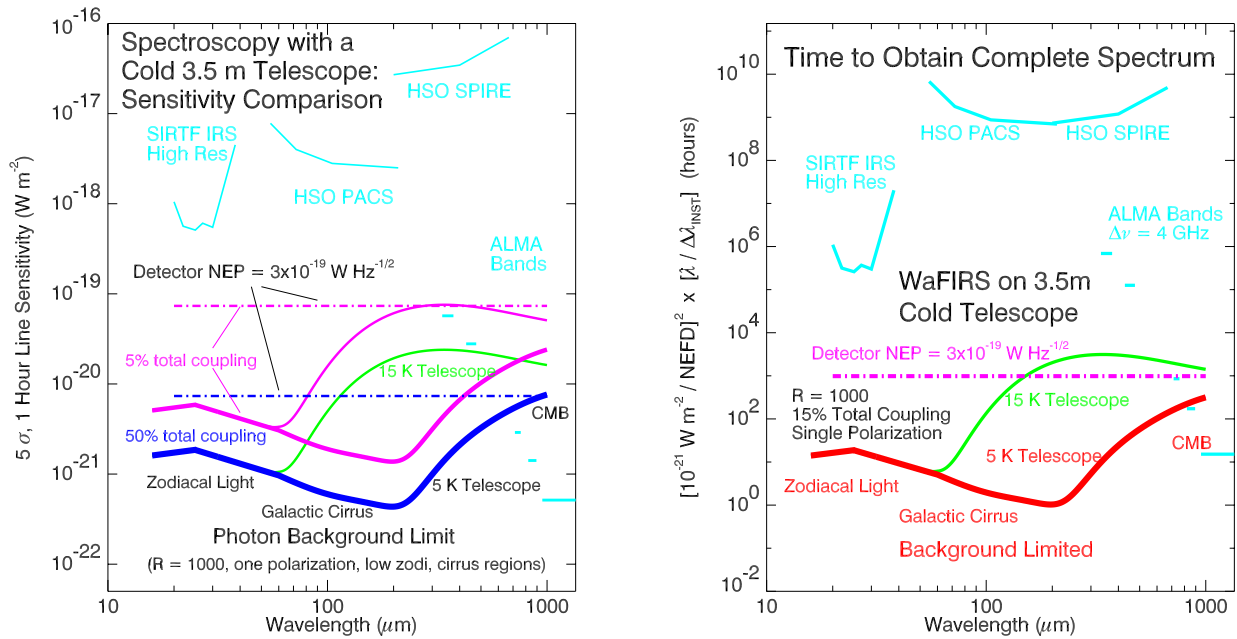 Spectroscopy with a
Cold 3.5 m Telescope:
Sensitivity Comparison
HSO SPIRE
SIRTF IRS
High Res
HSO PACS
ALMA
Bands
Detector NEP = 3x10^-19 W Hz^-1/2
5% total coupling
15 K Telescope
50% total coupling
CMB
Zodiacal Light
5 K Telescope
Galactic Cirrus
Photon Background Limit
(R = 1000, one polarization, low zodi, cirrus regions)
5 σ, 1 Hour Line Sensitivity (W m^-2)
10^-16
10^-17
10^-18
10^-19
10^-20
10^-21
10^-22
10
100
1000
Wavelength (μm)
Time to Obtain Complete Spectrum
HSO PACS
HSO SPIRE
SIRTF IRS
High Res
ALMA Bands
Δν = 4 GHz
WaFIRS on 3.5m
Cold Telescope
Detector NEP = 3x10^-19 W Hz^-1/2
R = 1000
15% Total Coupling
Single Polarization
15 K Telescope
CMB
5 K Telescope
Zodiacal Light
Galactic Cirrus
Background Limited
[10^-21 W m^-2 / NEFD]^2 x [λ / Δλ_INST] (hours)
10^10
10^8
10^6
10^4
10^2
10^0
10^-2
10
100
1000
Wavelength (μm)